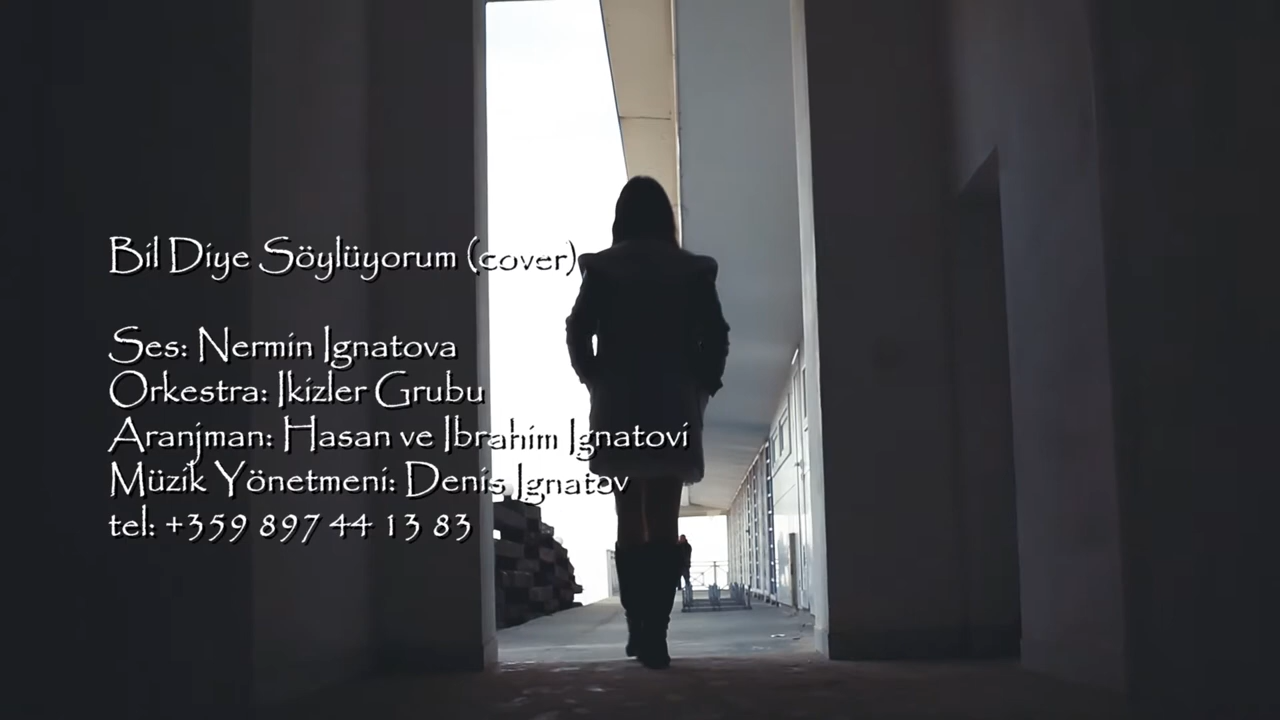 Bil Diye Söylüyorum (cover)
Ses: Nermin Ignatova
Orkestra: Ikizler Grubu
Aranjman: Hasan ve Ibrahim Ignatovi
Müzik Yönetmeni: Denis Ignatov
tel: +359 897 44 13 83